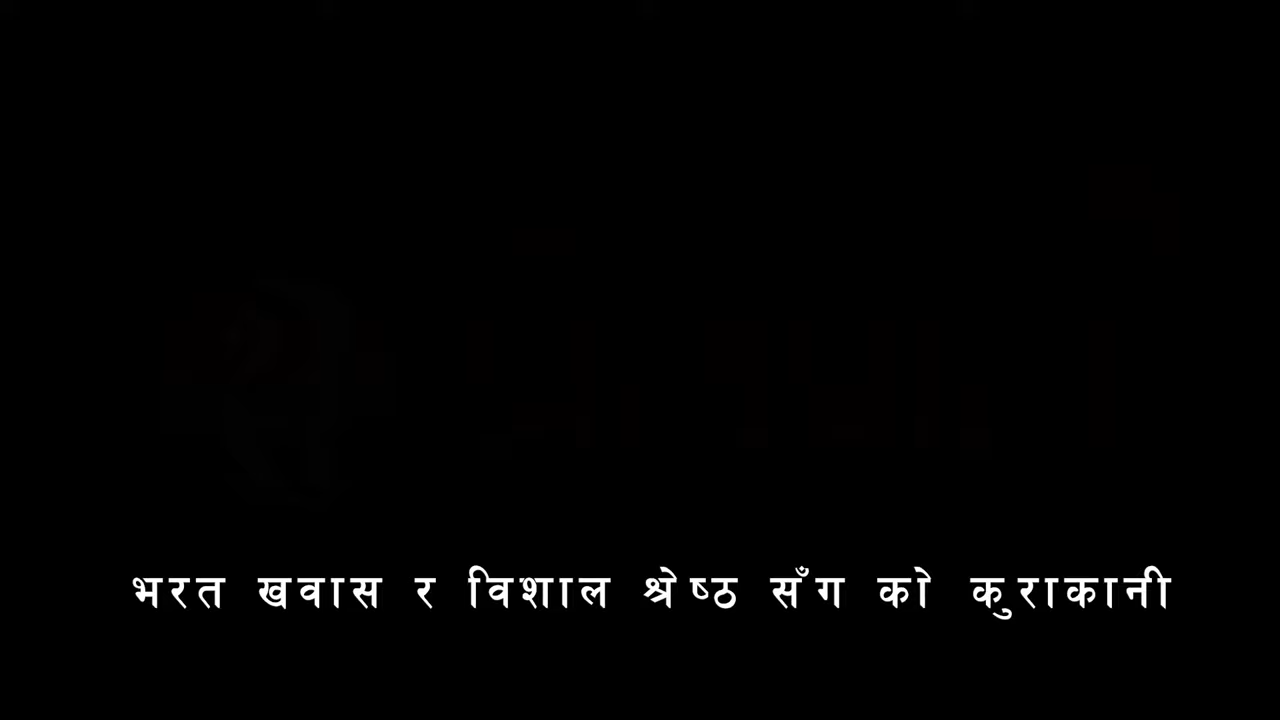 भरत खवास र विशाल श्रेष्ठ सँग को कुराकानी